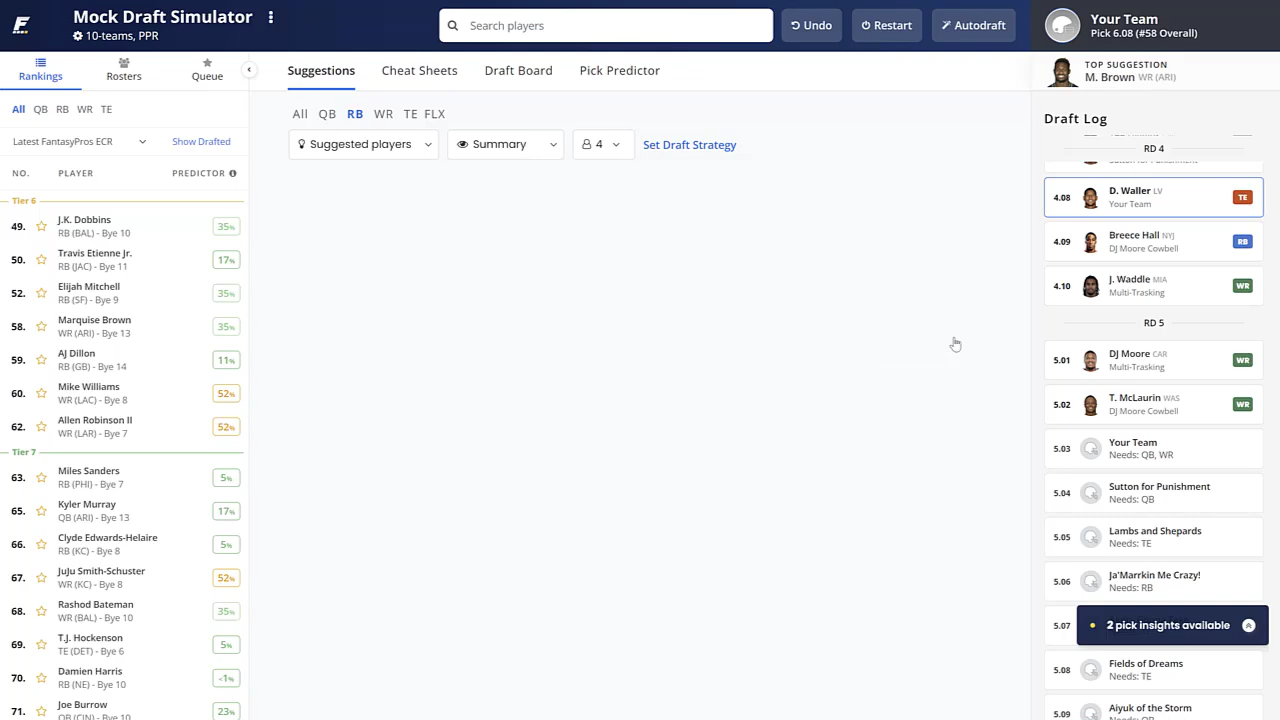 Mock Draft Simulator
10-teams, PPR
Search players
Undo
Restart
Autodraft
Your Team
Pick 6.08 (#58 Overall)
Rankings
Rosters
Queue
Suggestions
Cheat Sheets
Draft Board
Pick Predictor
TOP SUGGESTION
M. Brown WR (ARI)
All QB RB WR TE
Latest FantasyPros ECR
Show Drafted
NO. PLAYER PREDICTOR
Tier 6
49. J.K. Dobbins 35%
RB (BAL) - Bye 10
50. Travis Etienne Jr. 17%
RB (JAC) - Bye 11
52. Elijah Mitchell 35%
RB (SF) - Bye 9
58. Marquise Brown 35%
WR (ARI) - Bye 13
59. AJ Dillon 11%
RB (GB) - Bye 14
60. Mike Williams 52%
WR (LAC) - Bye 8
62. Allen Robinson II 52%
WR (LAR) - Bye 7
Tier 7
63. Miles Sanders 5%
RB (PHI) - Bye 7
65. Kyler Murray 17%
QB (ARI) - Bye 13
66. Clyde Edwards-Helaire 5%
RB (KC) - Bye 8
67. JuJu Smith-Schuster 52%
WR (KC) - Bye 8
68. Rashod Bateman 35%
WR (BAL) - Bye 10
69. T.J. Hockenson 5%
TE (DET) - Bye 6
70. Damien Harris <1%
RB (NE) - Bye 10
71. Joe Burrow 23%
QB (CIN) - Bye 10
All QB RB WR TE FLX
Suggested players
Summary
4
Set Draft Strategy
Draft Log
RD 4
4.08 D. Waller LV TE
Your Team
4.09 Breece Hall NYJ RB
DJ Moore Cowbell
4.10 J. Waddle MIA WR
Multi-Trasking
RD 5
5.01 DJ Moore CAR WR
Multi-Trasking
5.02 T. McLaurin WAS WR
DJ Moore Cowbell
5.03 Your Team
Needs: QB, WR
5.04 Sutton for Punishment
Needs: QB
5.05 Lambs and Shepards
Needs: TE
5.06 Ja'Marrkin Me Crazy!
Needs: RB
5.07
2 pick insights available
5.08 Fields of Dreams
Needs: TE
5.09 Aiyuk of the Storm